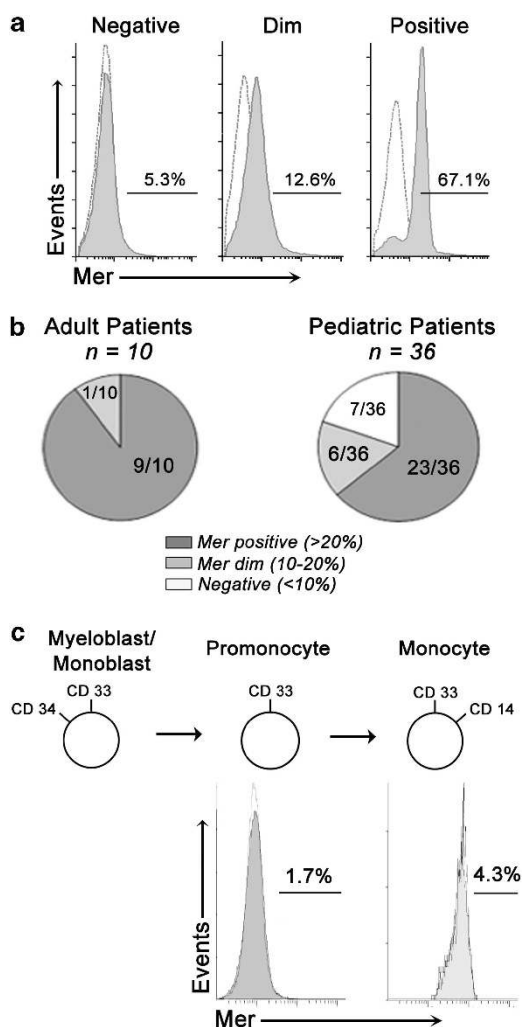 a
Negative Dim Positive
Events
5.3% 12.6% 67.1%
Mer
b
Adult Patients Pediatric Patients
n = 10 n = 36
1/10 9/10 7/36 6/36 23/36
Mer positive (>20%)
Mer dim (10-20%)
Negative (<10%)
c
Myeloblast/
Monoblast Promonocyte Monocyte
CD 34 CD 33 CD 33 CD 33 CD 14
Events
1.7% 4.3%
Mer